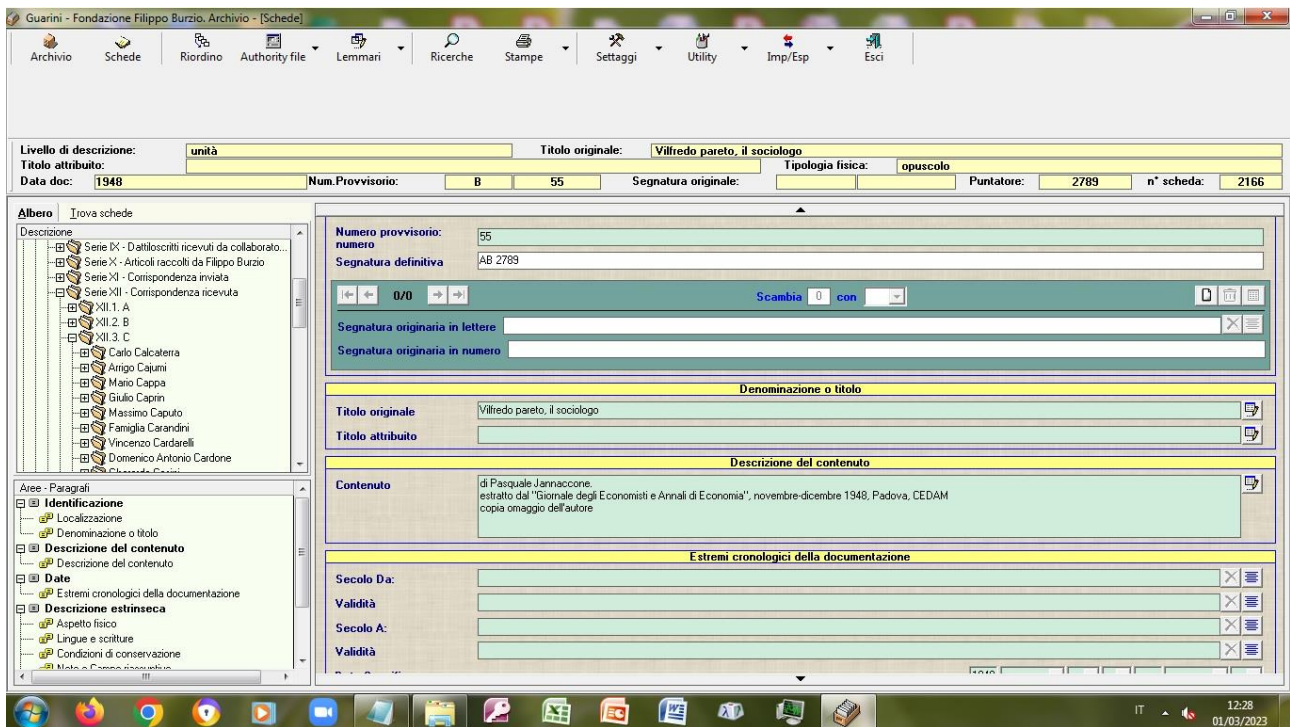 Guarini - Fondazione Filippo Burzio. Archivio - [Schede]
Archivio Schede Riordino Authority file Lemmari Ricerche Stampe Settaggi Utility Imp/Esp Esci
Livello di descrizione: unità Titolo originale: Vilfredo pareto, il sociologo
Titolo attribuito: Tipologia fisica: opuscolo
Data doc: 1948 Num.Provvisorio: B 55 Segnatura originale: Puntatore: 2789 n° scheda: 2166
Albero Trova schede
Descrizione
Serie IX - Dattiloscritti ricevuti da collaborato...
Serie X - Articoli raccolti da Filippo Burzio
Serie XI - Corrispondenza inviata
Serie XII - Corrispondenza ricevuta
XII.1. A
XII.2. B
XII.3. C
Carlo Calcaterra
Arrigo Cajumi
Mario Cappa
Giulio Caprin
Massimo Caputo
Famiglia Carandini
Vincenzo Cardarelli
Domenico Antonio Cardone
Aree - Paragrafi
Identificazione
Localizzazione
Denominazione o titolo
Descrizione del contenuto
Descrizione del contenuto
Date
Estremi cronologici della documentazione
Descrizione estrinseca
Aspetto fisico
Lingue e scritture
Condizioni di conservazione
Numero provvisorio:
numero
55
Segnatura definitiva AB 2789
0/0 Scambia 0 con
Segnatura originaria in lettere
Segnatura originaria in numero
Denominazione o titolo
Titolo originale Vilfredo pareto, il sociologo
Titolo attribuito
Descrizione del contenuto
Contenuto di Pasquale Jannaccone.
estratto dal "Giornale degli Economisti e Annali di Economia", novembre-dicembre 1948, Padova, CEDAM
copia omaggio dell'autore
Estremi cronologici della documentazione
Secolo Da:
Validità
Secolo A:
Validità
IT 12:28
01/03/2023